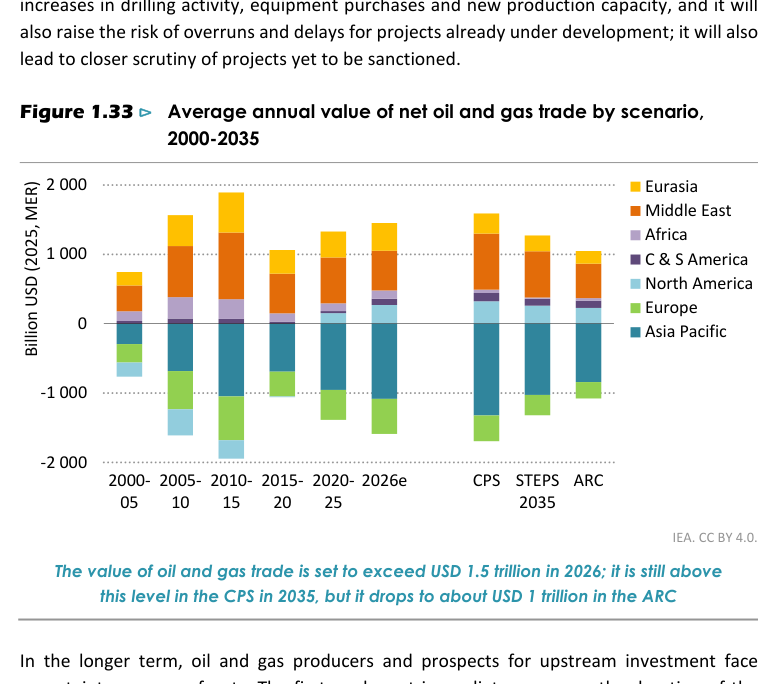 increases in drilling activity, equipment purchases and new production capacity, and it will
also raise the risk of overruns and delays for projects already under development; it will also
lead to closer scrutiny of projects yet to be sanctioned.
Figure 1.33 ▻ Average annual value of net oil and gas trade by scenario,
2000-2035
Billion USD (2025, MER)
2 000
1 000
0
-1 000
-2 000
2000-
05
2005-
10
2010-
15
2015-
20
2020-
25
2026e
CPS
STEPS
ARC
2035
Eurasia
Middle East
Africa
C & S America
North America
Europe
Asia Pacific
IEA. CC BY 4.0.
The value of oil and gas trade is set to exceed USD 1.5 trillion in 2026; it is still above
this level in the CPS in 2035, but it drops to about USD 1 trillion in the ARC
In the longer term, oil and gas producers and prospects for upstream investment face